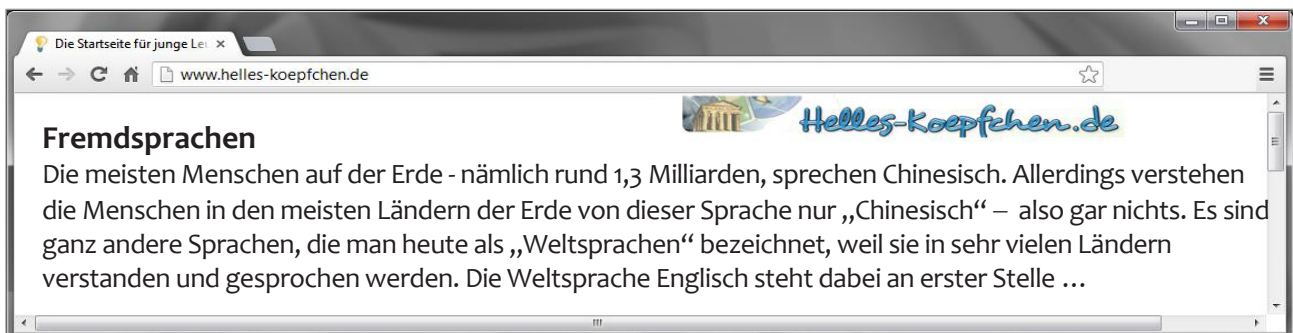 Die Startseite für junge Leu
www.helles-koepfchen.de
Helles-Koepfchen.de
Fremdsprachen
Die meisten Menschen auf der Erde - nämlich rund 1,3 Milliarden, sprechen Chinesisch. Allerdings verstehen
die Menschen in den meisten Ländern der Erde von dieser Sprache nur „Chinesisch“ – also gar nichts. Es sind
ganz andere Sprachen, die man heute als „Weltsprachen“ bezeichnet, weil sie in sehr vielen Ländern
verstanden und gesprochen werden. Die Weltsprache Englisch steht dabei an erster Stelle …